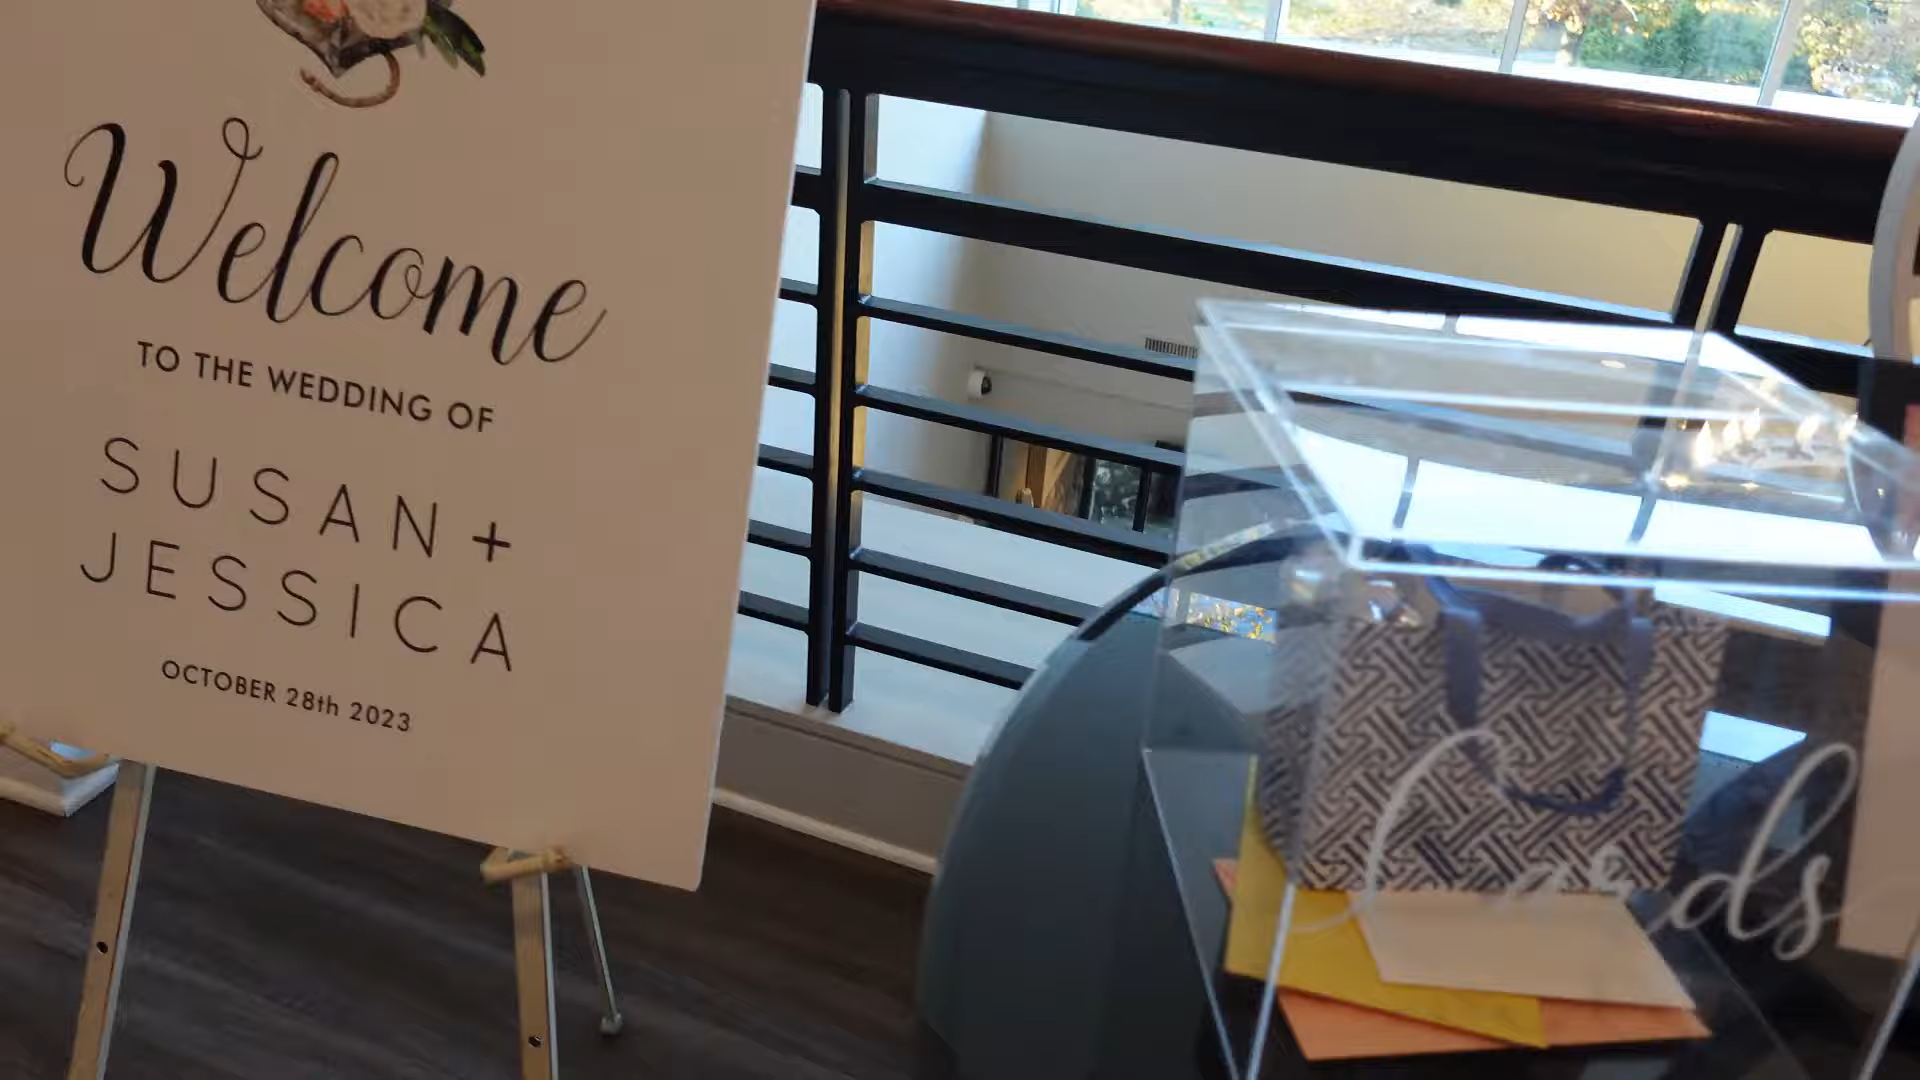 Welcome
TO THE WEDDING OF
SUSAN+
JESSICA
OCTOBER 28th 2023
Cards